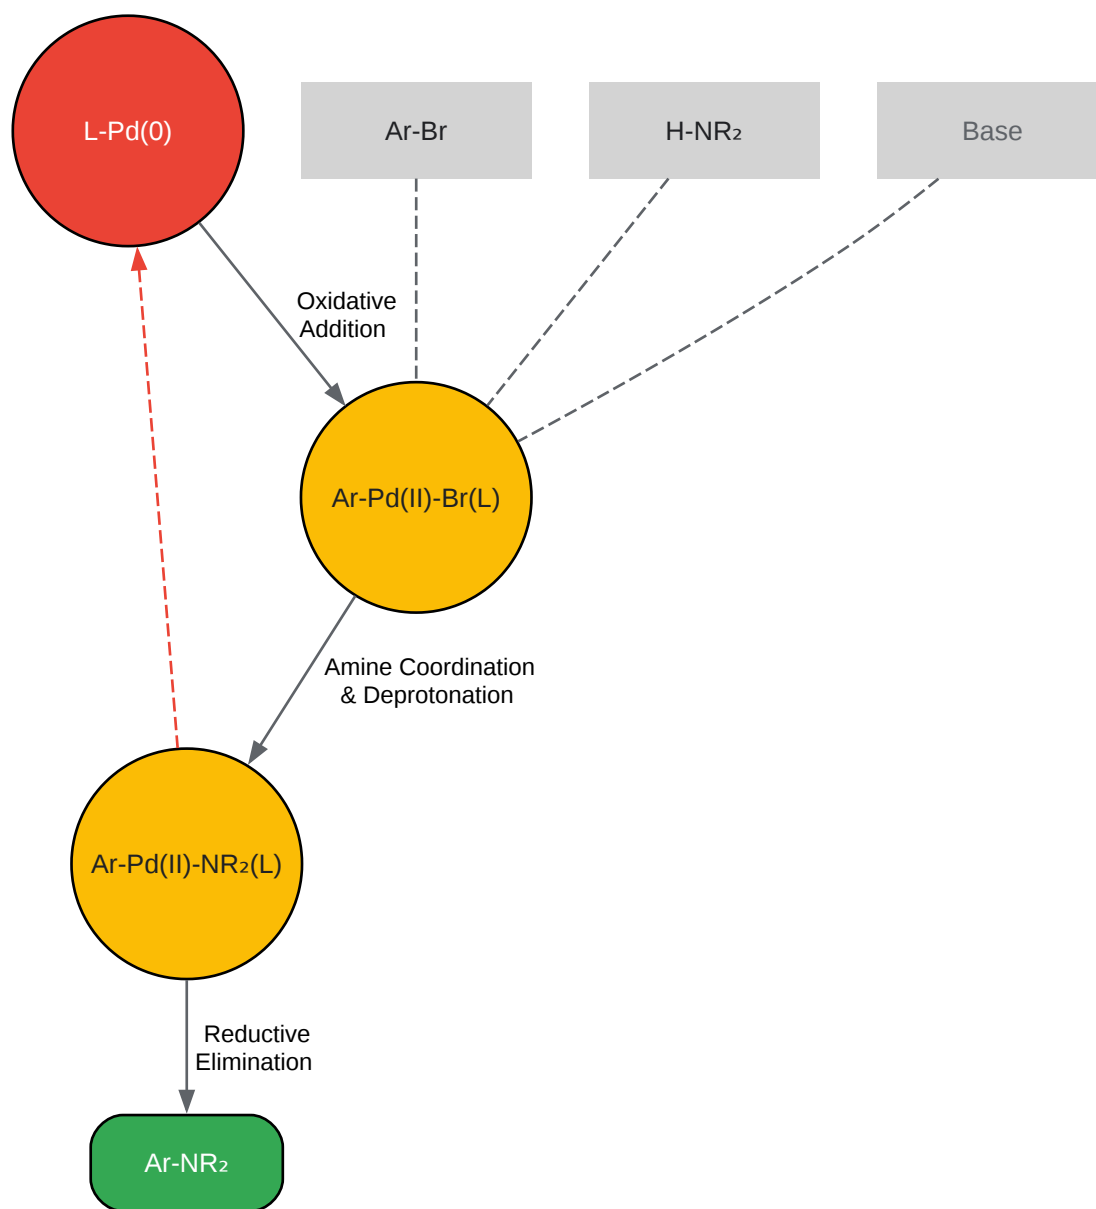 L-Pd(0)
Ar-Br
H-NR₂
Base
Oxidative
Addition
Ar-Pd(II)-Br(L)
Amine Coordination
& Deprotonation
Ar-Pd(II)-NR₂(L)
Reductive
Elimination
Ar-NR₂